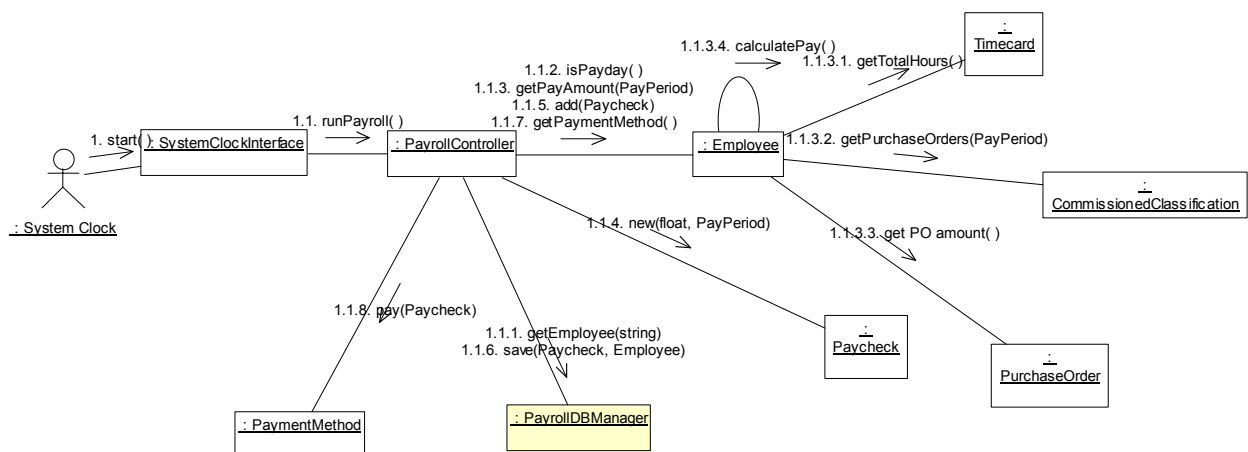 :
Timecard
1.1.3.4. calculatePay( )
1.1.3.1. getTotalHours( )
1.1.2. isPayday( )
1.1.3. getPayAmount(PayPeriod)
1.1.5. add(Paycheck)
1.1.7. getPaymentMethod( )
1.1. runPayroll( )
1. start( )
: SystemClockInterface
: PayrollController
: Employee
1.1.3.2. getPurchaseOrders(PayPeriod)
:
CommissionedClassification
: System Clock
1.1.4. new(float, PayPeriod)
1.1.3.3. get PO amount( )
1.1.8. pay(Paycheck)
1.1.1. getEmployee(string)
1.1.6. save(Paycheck, Employee)
:
Paycheck
:
PurchaseOrder
: PaymentMethod
: PayrollDBManager